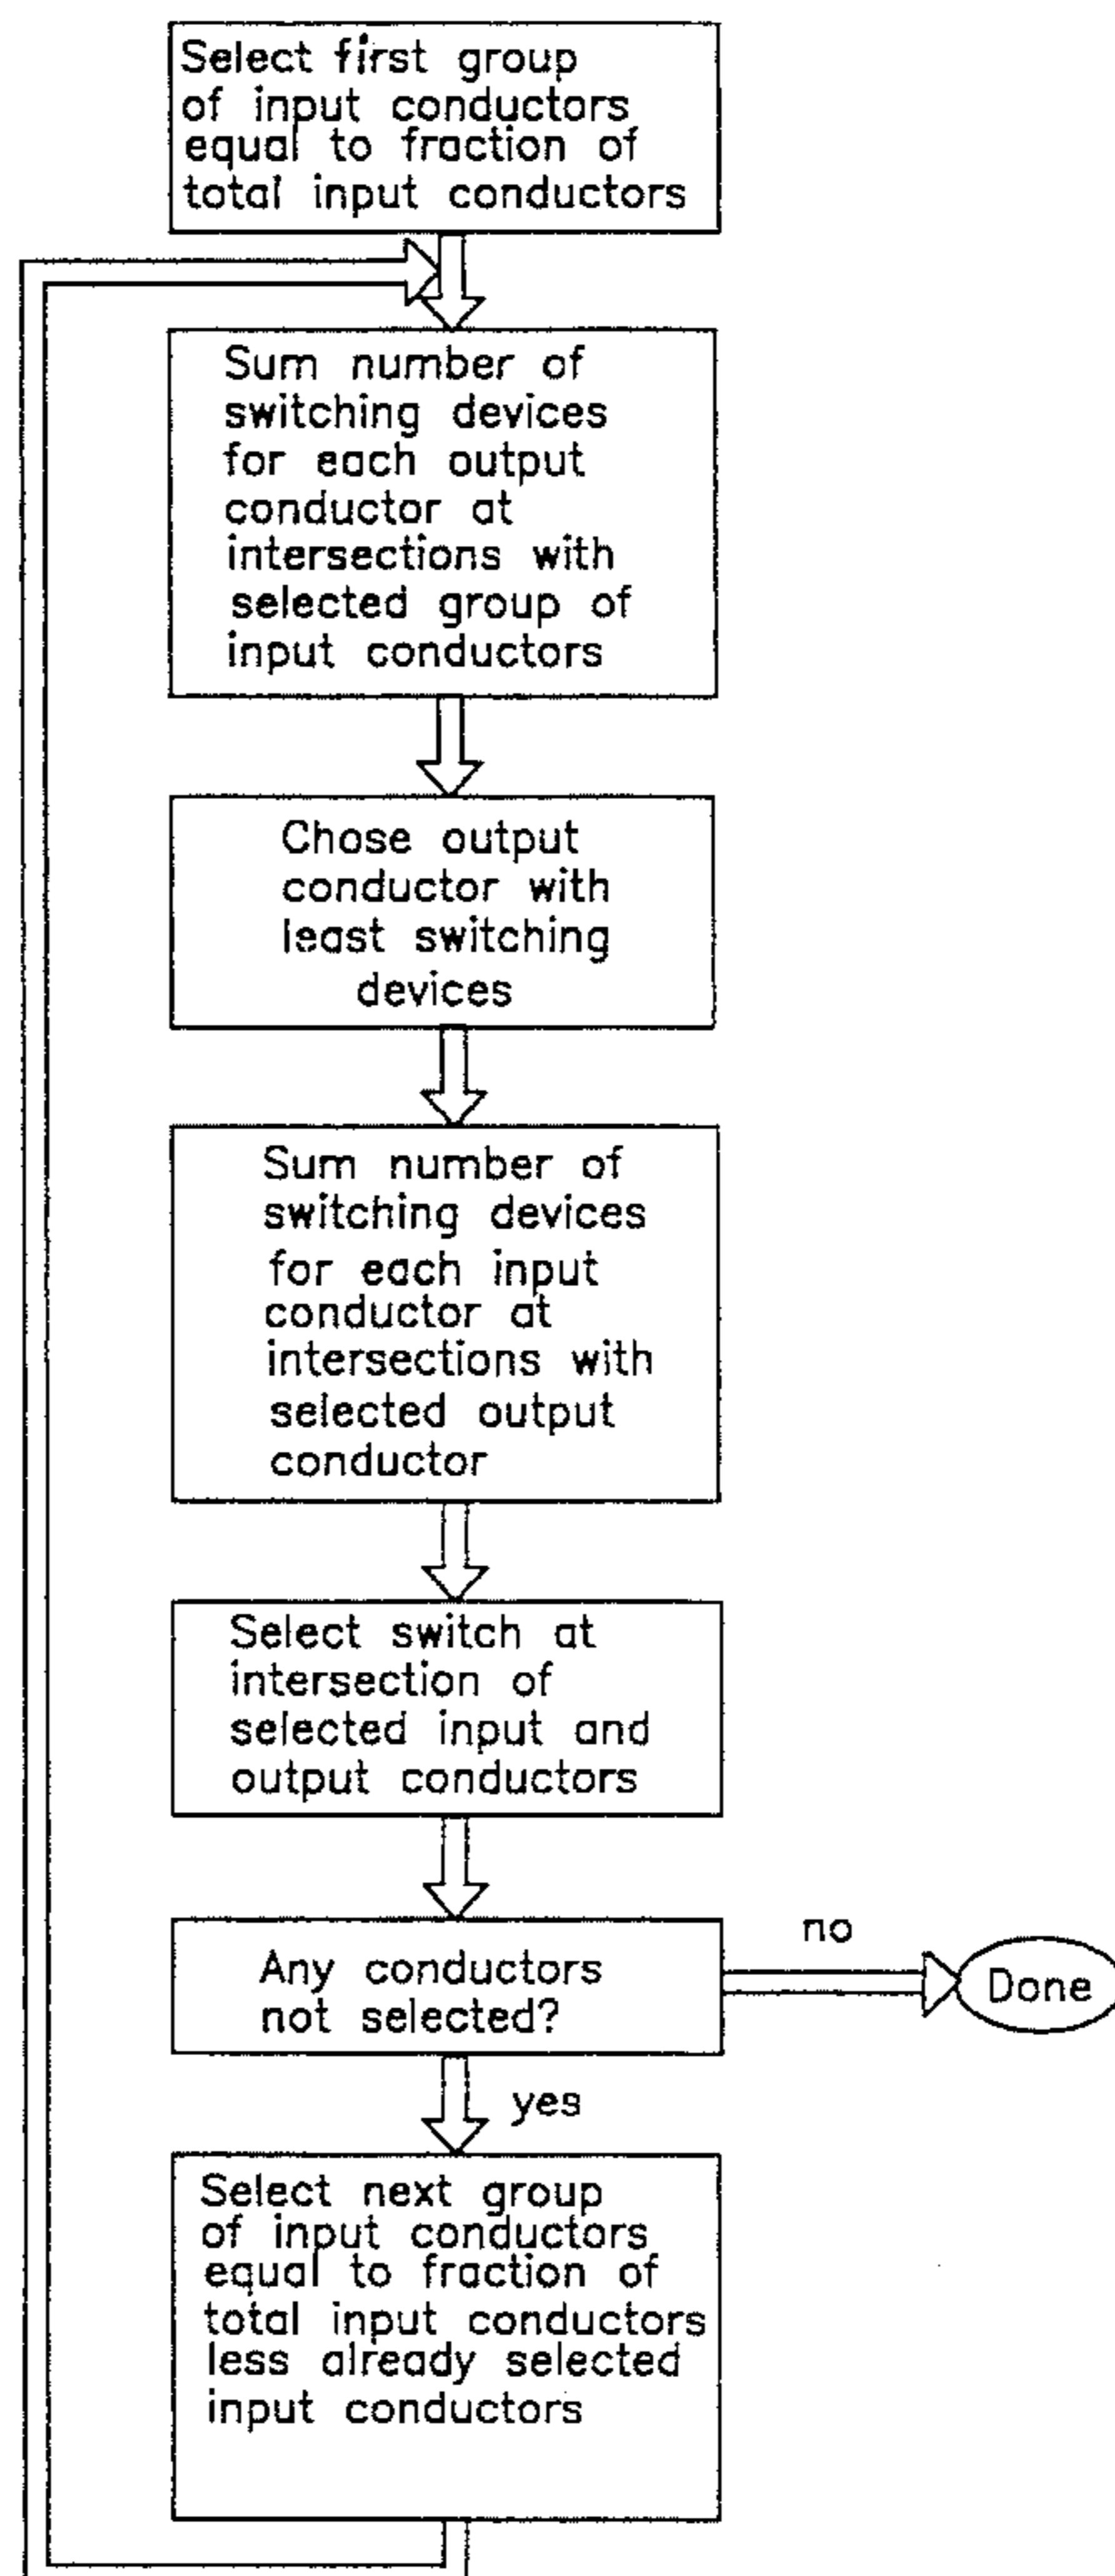 Select first group
of input conductors
equal to fraction of
total input conductors
Sum number of
switching devices
for each output
conductor at
intersections with
selected group of
input conductors
Chose output
conductor with
least switching
devices
Sum number of
switching devices
for each input
conductor at
intersections with
selected output
conductor
Select switch at
intersection of
selected input and
output conductors
Any conductors
not selected?
no
Done
yes
Select next group
of input conductors
equal to fraction of
total input conductors
less already selected
input conductors